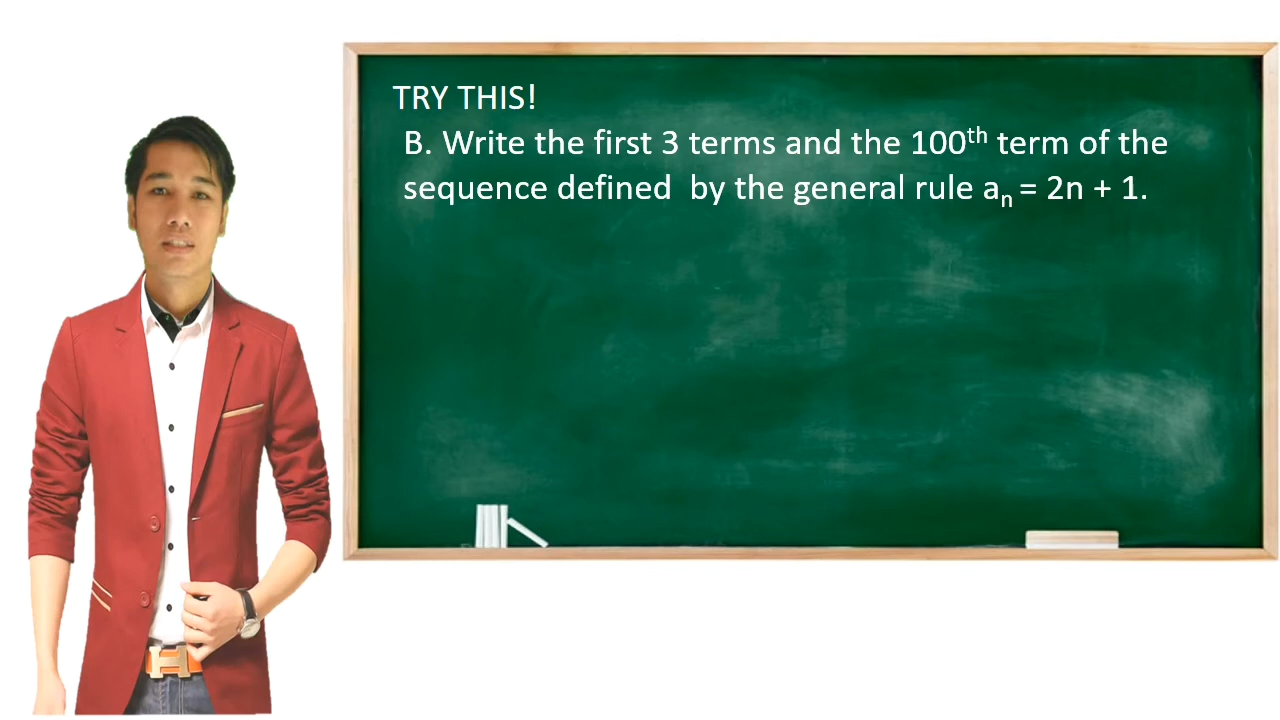 TRY THIS!
B. Write the first 3 terms and the 100th term of the
sequence defined  by the general rule an = 2n + 1.